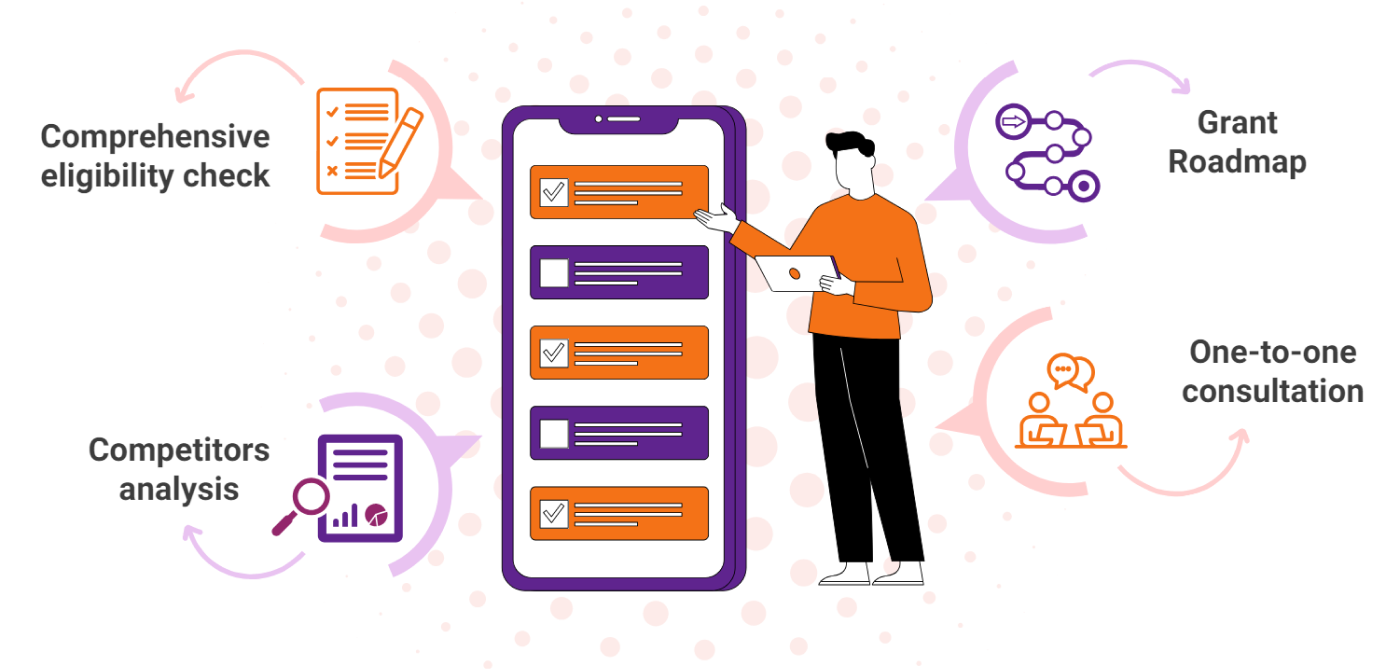 Comprehensive
eligibility check
Grant
Roadmap
Competitors
analysis
One-to-one
consultation